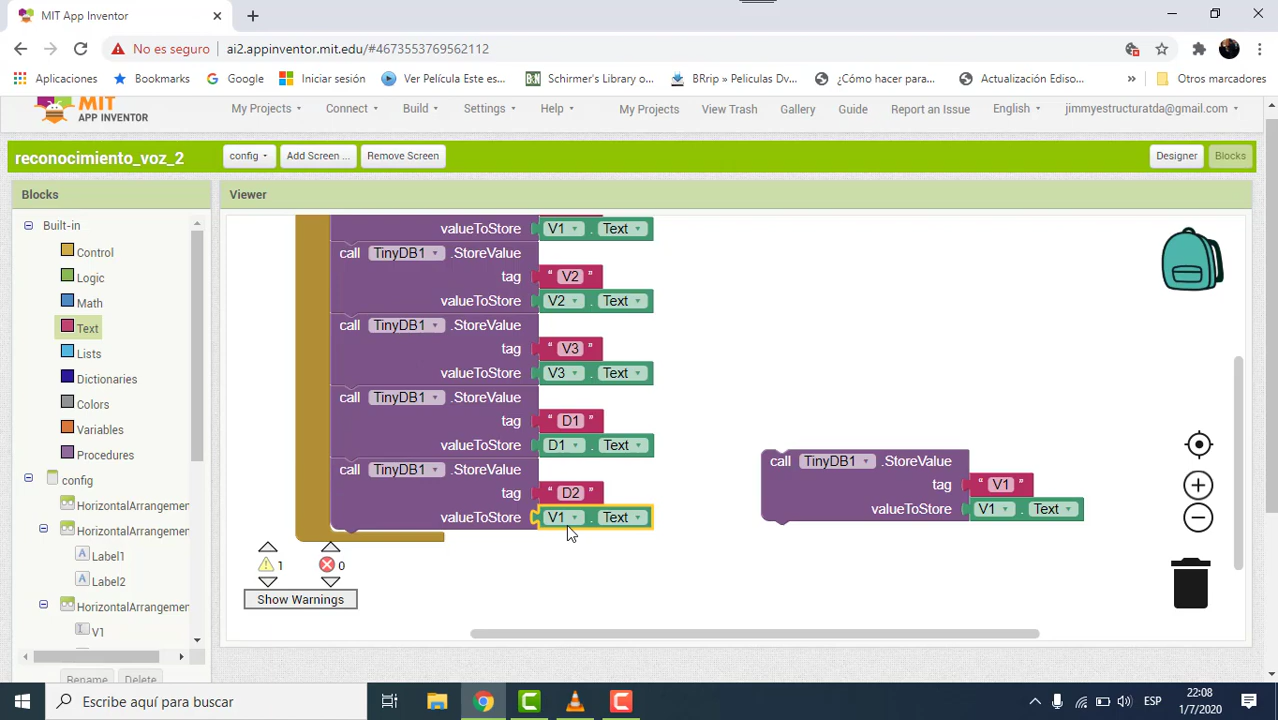 MIT App Inventor
No es seguro
ai2.appinventor.mit.edu/#4673553769562112
Aplicaciones
Bookmarks
Google
Iniciar sesión
Ver Película Este es...
Schirmer's Library o...
BRrip » Peliculas Dv...
¿Cómo hacer para...
Actualización Ediso...
»
Otros marcadores
MIT
APP INVENTOR
My Projects
Connect
Build
Settings
Help
My Projects
View Trash
Gallery
Guide
Report an Issue
English
jimmyestructuratda@gmail.com
reconocimiento_voz_2
config
Add Screen ...
Remove Screen
Designer
Blocks
Blocks
Viewer
Built-in
Control
Logic
Math
Text
Lists
Dictionaries
Colors
Variables
Procedures
config
HorizontalArrangemen
HorizontalArrangemen
Label1
Label2
HorizontalArrangemen
V1
Rename
Delete
valueToStore V1 . Text
call TinyDB1 .StoreValue
tag “ V2 ”
valueToStore V2 . Text
call TinyDB1 .StoreValue
tag “ V3 ”
valueToStore V3 . Text
call TinyDB1 .StoreValue
tag “ D1 ”
valueToStore D1 . Text
call TinyDB1 .StoreValue
tag “ D2 ”
valueToStore V1 . Text
call TinyDB1 .StoreValue
tag “ V1 ”
valueToStore V1 . Text
1
0
Show Warnings
Escribe aquí para buscar
ESP
22:08
1/7/2020